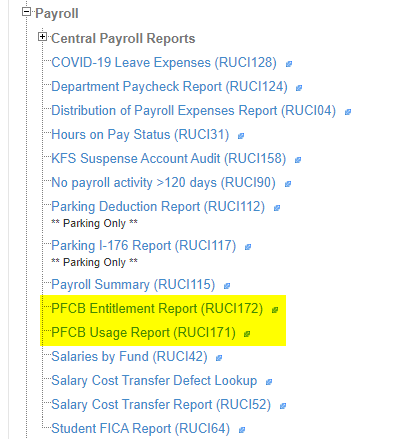 Payroll
Central Payroll Reports
COVID-19 Leave Expenses (RUCI128)
Department Paycheck Report (RUCI124)
Distribution of Payroll Expenses Report (RUCI04)
Hours on Pay Status (RUCI31)
KFS Suspense Account Audit (RUCI158)
No payroll activity >120 days (RUCI90)
Parking Deduction Report (RUCI112)
** Parking Only **
Parking I-176 Report (RUCI117)
** Parking Only **
Payroll Summary (RUCI115)
PFCB Entitlement Report (RUCI172)
PFCB Usage Report (RUCI171)
Salaries by Fund (RUCI42)
Salary Cost Transfer Defect Lookup
Salary Cost Transfer Report (RUCI52)
Student FICA Report (RUCI64)